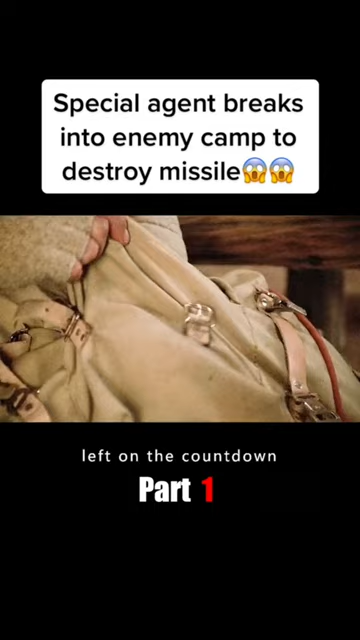 Special agent breaks
into enemy camp to
destroy missile😱😱
left on the countdown
Part 1